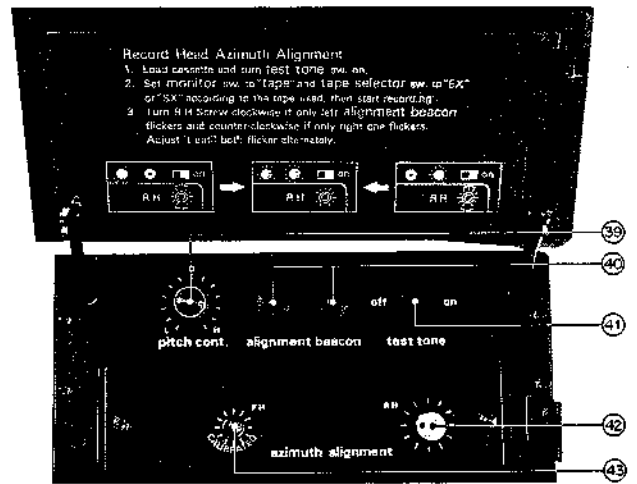 Record Head Azimuth Alignment
1. Load cassette and turn test tone sw. on.
2. Set monitor sw. to "tape" and tape selector sw. to "EX"
or "SX" according to the tape used, then start recording.
3 Turn R H Screw clockwise if only left alignment beacon
flickers and counter-clockwise if only right one flickers.
Adjust until both flicker alternately.
on on on
R H R H R H
39
40
off on
41
pitch cont. alignment beacon test tone
P H R H
42
CALIBRATED
azimuth alignment
43